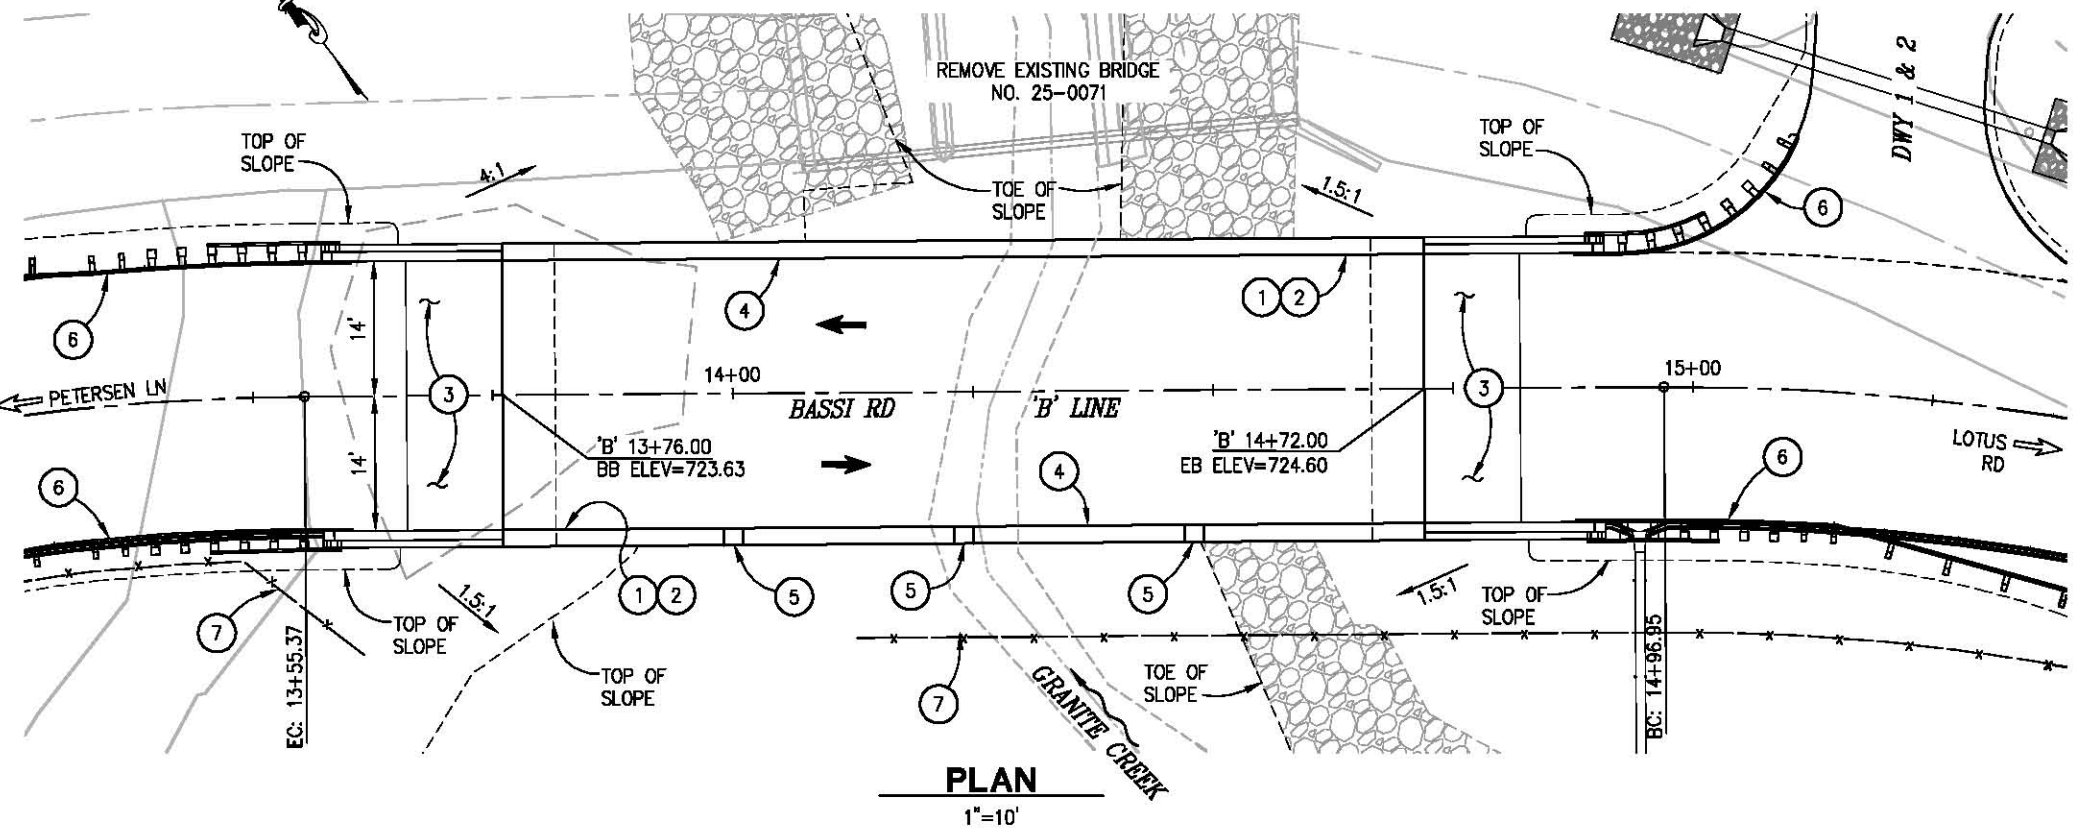 REMOVE EXISTING BRIDGE
NO. 25-0071
DWY 1 & 2
TOP OF
SLOPE
4:1
TOE OF
SLOPE
1.5:1
TOP OF
SLOPE
6
6
4
1 2
14'
14+00
15+00
PETERSEN LN
3
BASSI RD
'B' LINE
3
'B' 13+76.00
BB ELEV=723.63
'B' 14+72.00
EB ELEV=724.60
LOTUS
RD
14'
6
4
6
5
5
5
1 2
7
1.5:1
1.5:1
TOP OF
SLOPE
TOP OF
SLOPE
TOP OF
SLOPE
TOE OF
SLOPE
7
EC: 13+55.37
GRANITE CREEK
BC: 14+96.95
PLAN
1"=10'